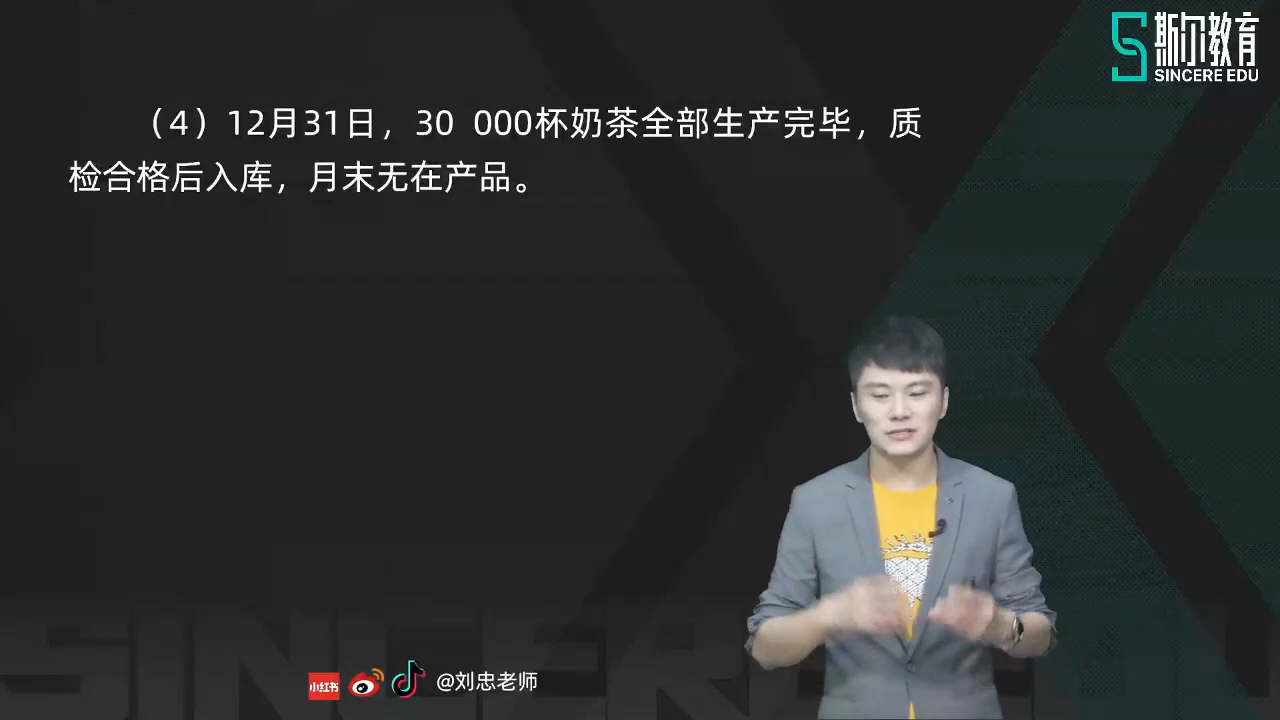 斯尔教育
SINCERE EDU
（4）12月31日，30 000杯奶茶全部生产完毕，质
检合格后入库，月末无在产品。
SINCERE EDU
小红书 @刘忠老师